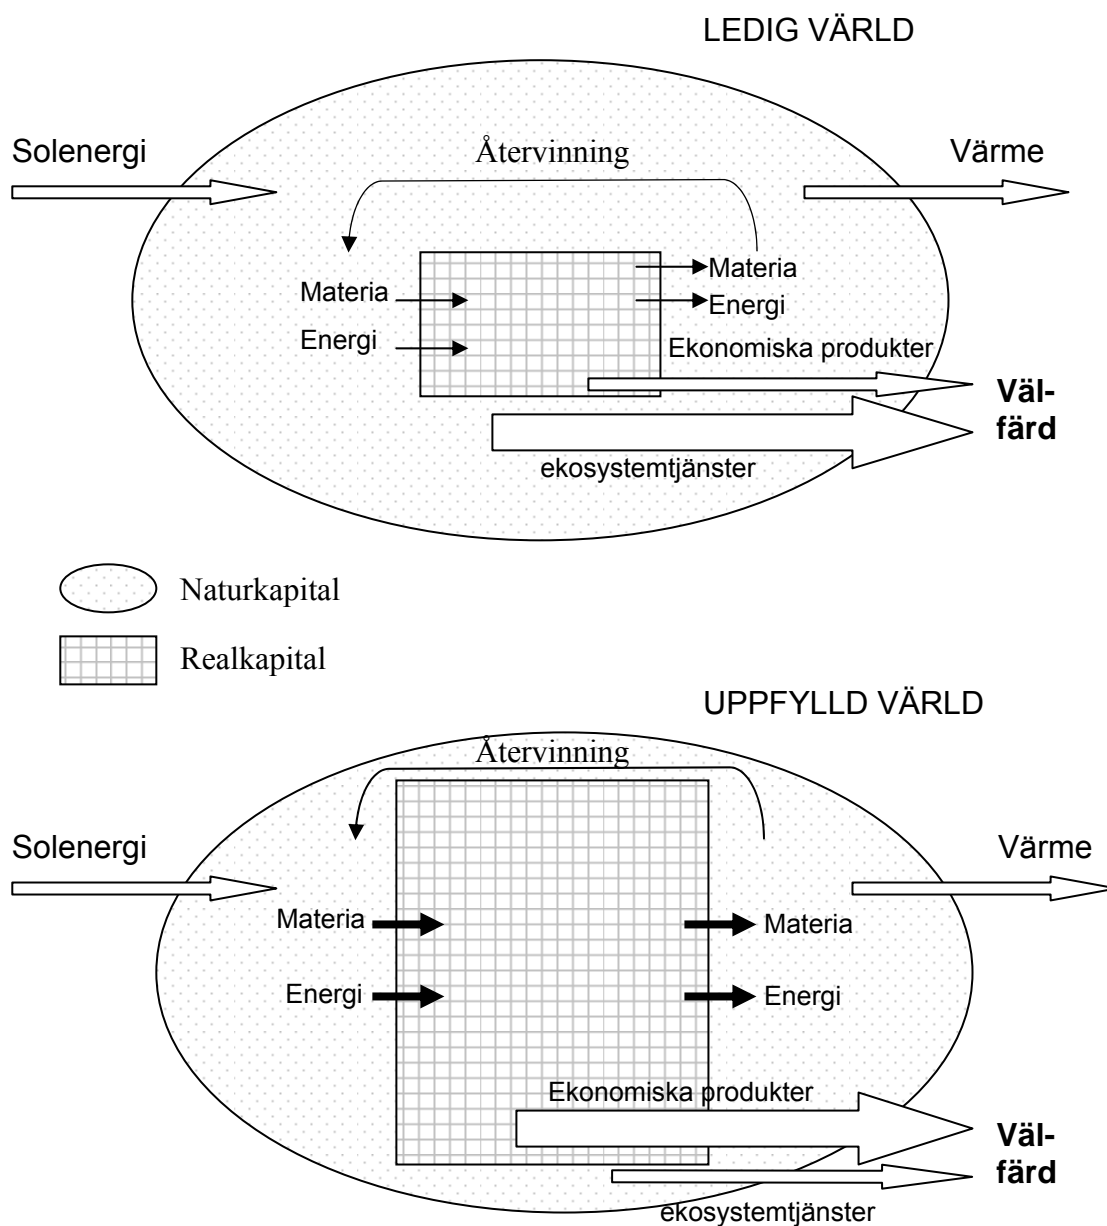 LEDIG VÄRLD
Solenergi
Återvinning
Värme
Materia
Materia
Energi
Energi
Ekonomiska produkter
Väl-
färd
ekosystemtjänster
Naturkapital
Realkapital
UPPFYLLD VÄRLD
Återvinning
Solenergi
Värme
Materia
Materia
Energi
Energi
Ekonomiska produkter
Väl-
färd
ekosystemtjänster